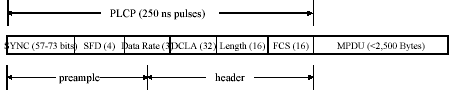 PLCP (250 ns pulses)
SYNC (57-73 bits) SFD (4) Data Rate (3 DCLA (32) Length (16) FCS (16) MPDU (<2,500 Bytes)
preample header